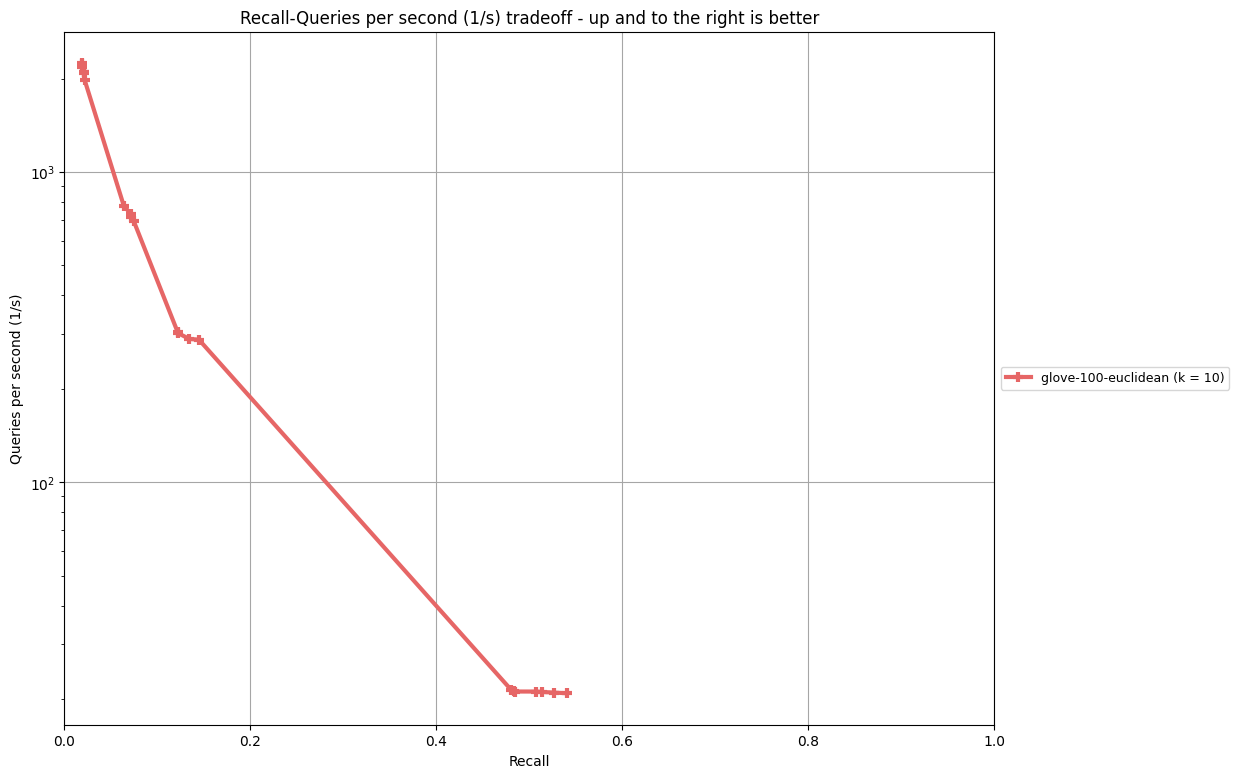 Recall-Queries per second (1/s) tradeoff - up and to the right is better
10³
10²
Queries per second (1/s)
0.0 0.2 0.4 0.6 0.8 1.0
Recall
glove-100-euclidean (k = 10)